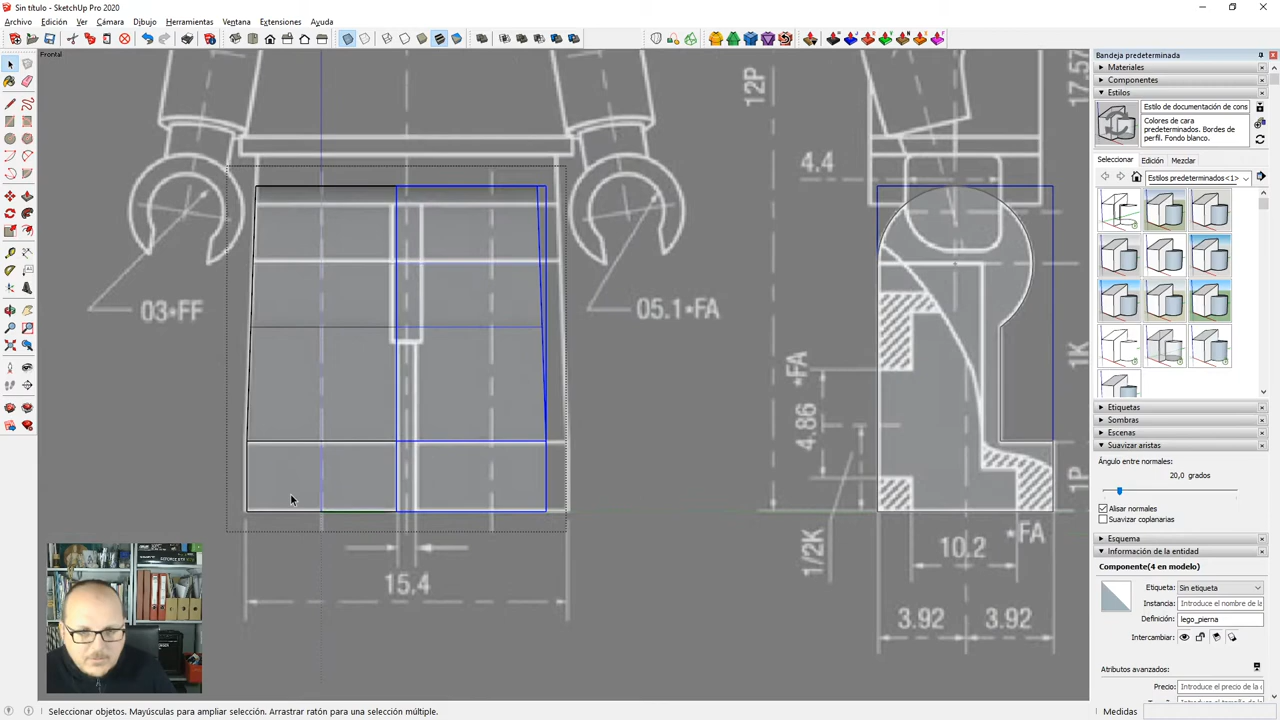 Sin título - SketchUp Pro 2020
Archivo Edición Ver Cámara Dibujo Herramientas Ventana Extensiones Ayuda
Frontal
Bandeja predeterminada
Materiales
Componentes
Estilos
Estilo de documentación de cons
Colores de cara
predeterminados. Bordes de
perfil. Fondo blanco.
Seleccionar Edición Mezclar
Estilos predeterminados<1>
12P
17.57
4.4
03*FF
05.1*FA
*FA
4.86
1K
1P
1/2K
10.2
*FA
15.4
3.92 3.92
Etiquetas
Sombras
Escenas
Suavizar aristas
Ángulo entre normales:
20,0 grados
Alisar normales
Suavizar coplanarias
Esquema
Información de la entidad
Componente(4 en modelo)
Etiqueta: Sin etiqueta
Instancia: Introduce el nombre de la
Definición: lego_pierna
Intercambiar:
Atributos avanzados:
Precio: Introduce el precio de la c
Medidas
Seleccionar objetos. Mayúsculas para ampliar selección. Arrastrar ratón para una selección múltiple.